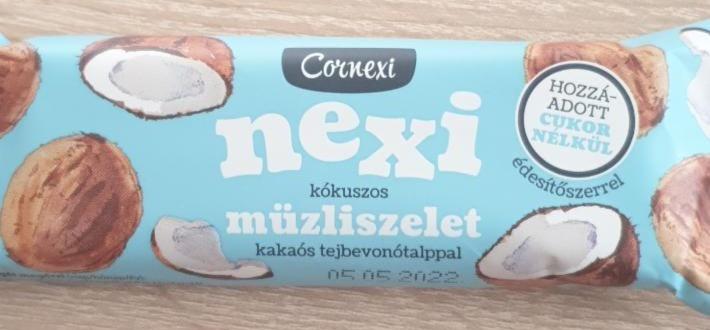 Cornexi
nexi
HOZZÁ-
ADOTT
CUKOR
NÉLKÜL
édesítőszerrel
kókuszos
müzliszelet
kakaós tejbevonótalppal
05.05.2022